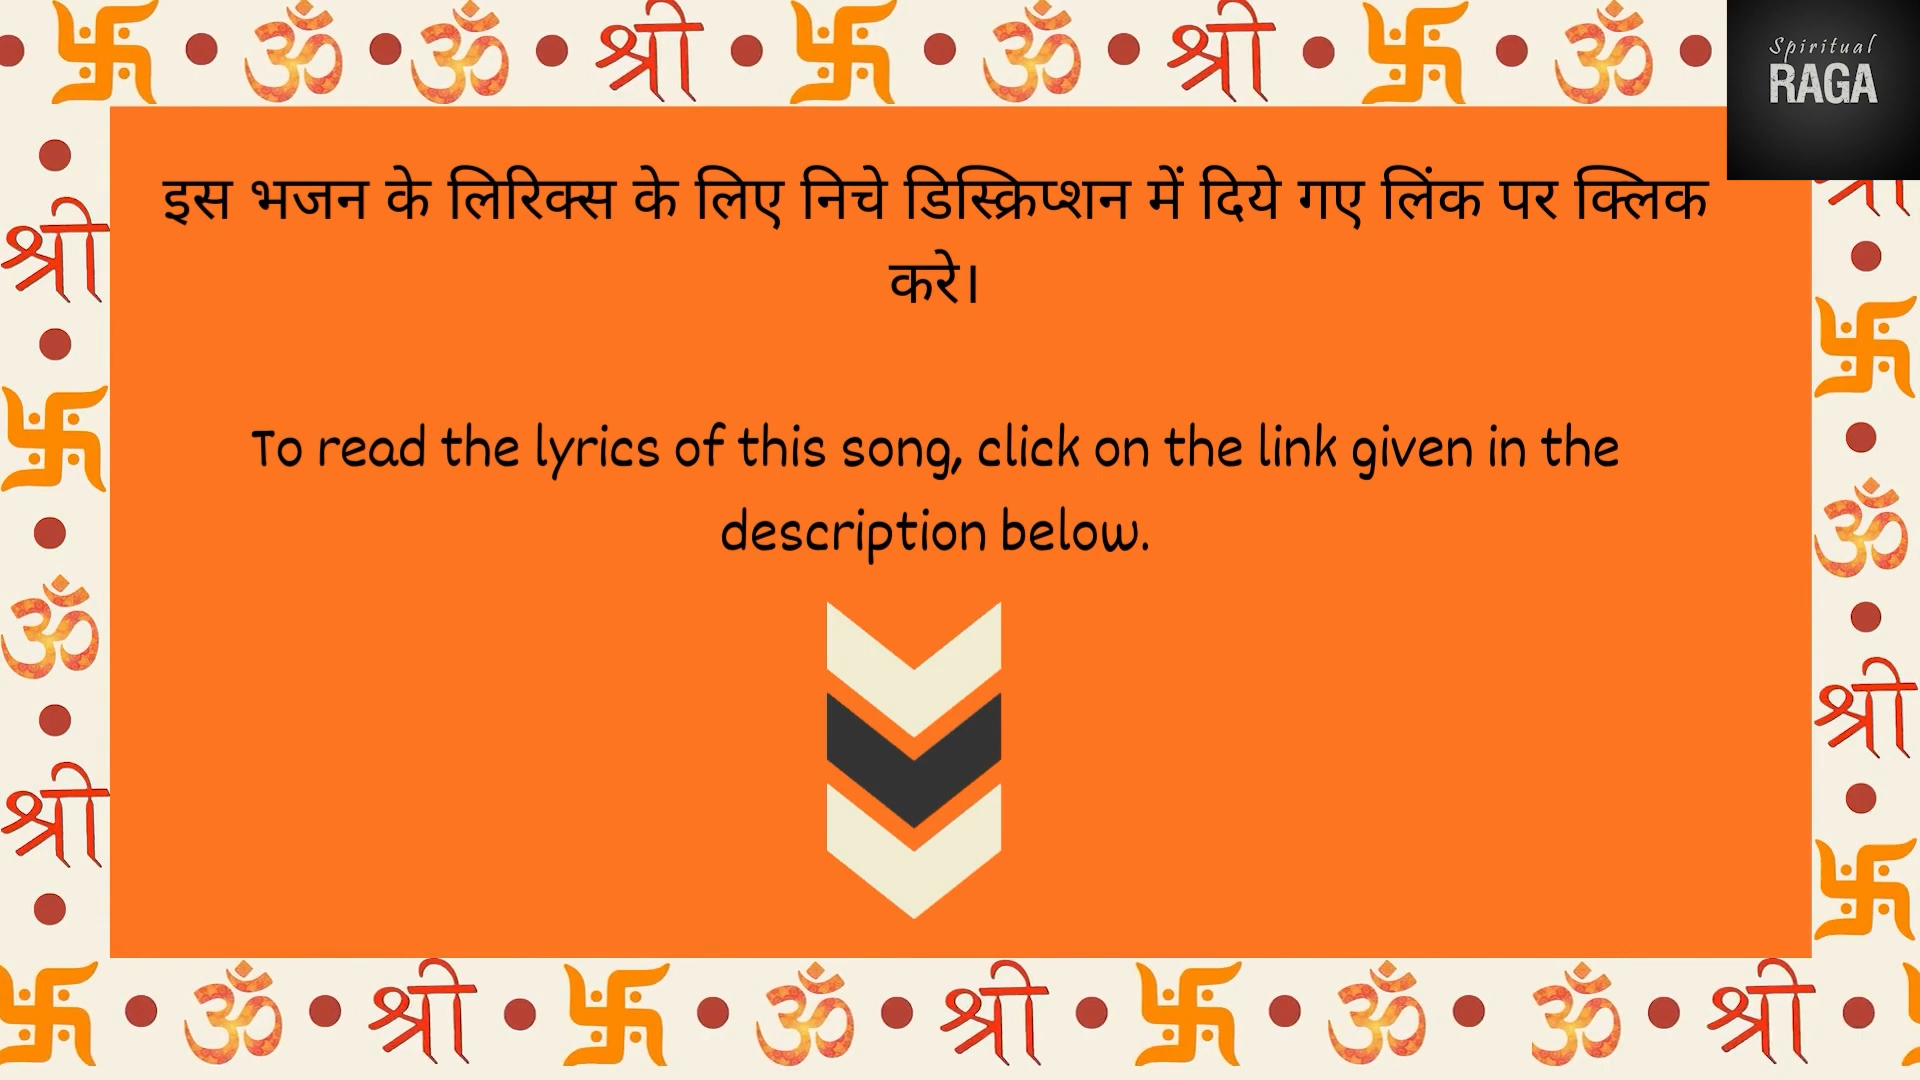 Spiritual
RAGA
इस भजन के लिरिक्स के लिए निचे डिस्क्रिप्शन में दिये गए लिंक पर क्लिक
करे।
To read the lyrics of this song, click on the link given in the
description below.
ॐ ॐ श्री श्री ॐ
श्री
श्री
ॐ
ॐ
श्री
श्री
ॐ श्री ॐ श्री ॐ ॐ श्री